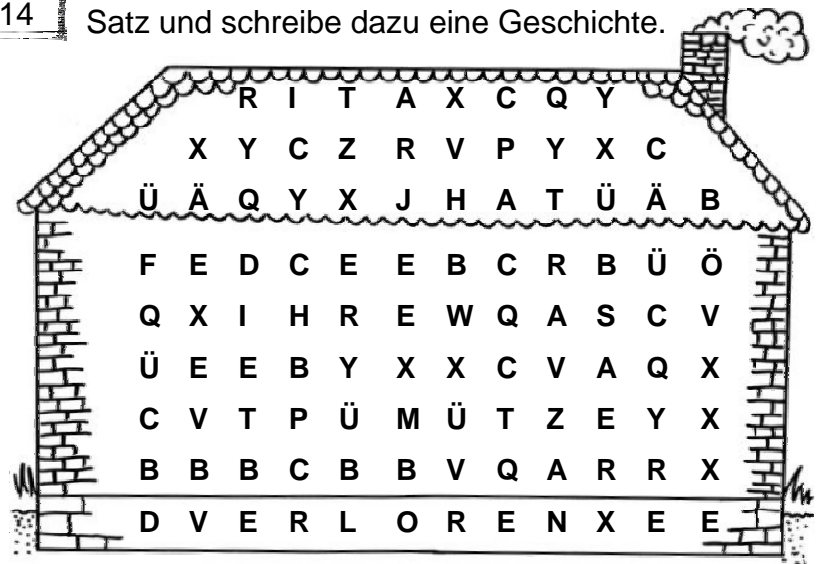 14 Satz und schreibe dazu eine Geschichte.
R I T A X C Q Y
X Y C Z R V P Y X C
Ü Ä Q Y X J H A T Ü Ä B
F E D C E E B C R B Ü Ö
Q X I H R E W Q A S C V
Ü E E B Y X X C V A Q X
C V T P Ü M Ü T Z E Y X
B B B C B B V Q A R R X
D V E R L O R E N X E E